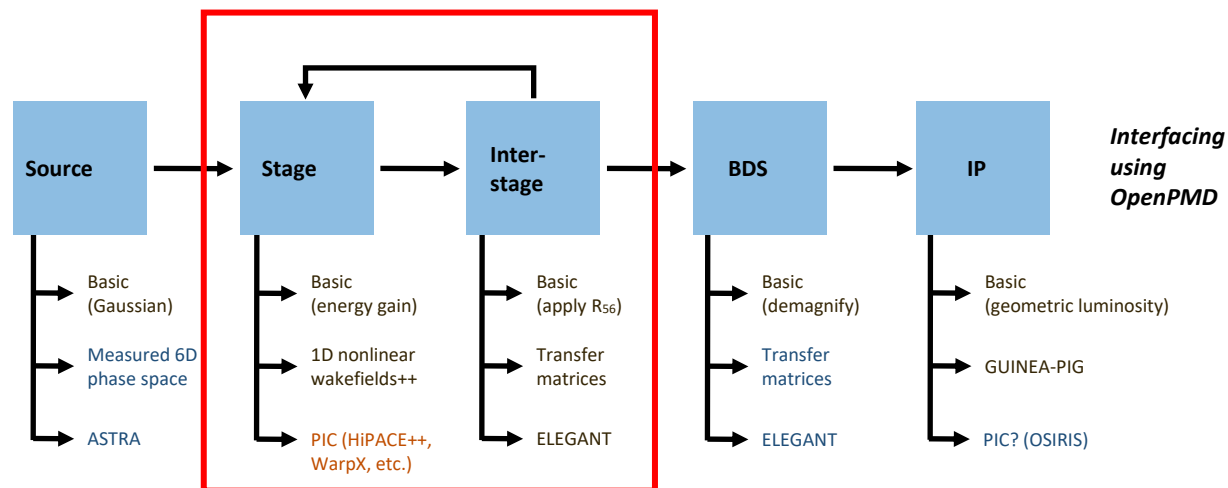 Source
Stage
Inter-
stage
BDS
IP
Interfacing
using
OpenPMD
Basic
(Gaussian)
Measured 6D
phase space
ASTRA
Basic
(energy gain)
1D nonlinear
wakefields++
PIC (HiPACE++,
WarpX, etc.)
Basic
(apply R₅₆)
Transfer
matrices
ELEGANT
Basic
(demagnify)
Transfer
matrices
ELEGANT
Basic
(geometric luminosity)
GUINEA-PIG
PIC? (OSIRIS)